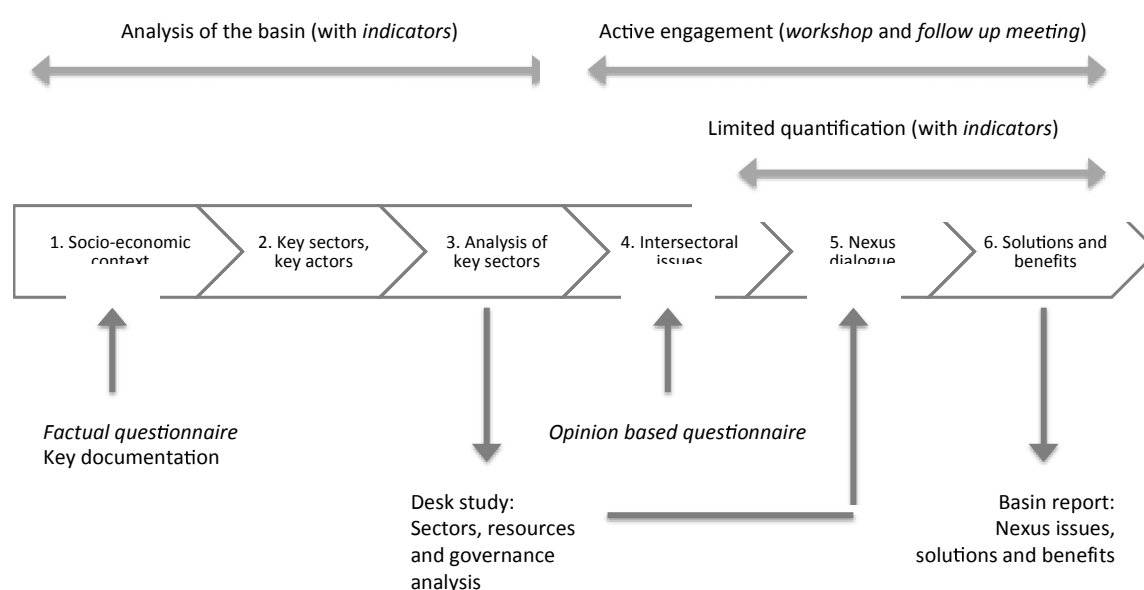 Analysis of the basin (with indicators)
Active engagement (workshop and follow up meeting)
Limited quantification (with indicators)
1. Socio-economic
context
2. Key sectors,
key actors
3. Analysis of
key sectors
4. Intersectoral
issues
5. Nexus
dialogue
6. Solutions and
benefits
Factual questionnaire
Key documentation
Opinion based questionnaire
Desk study:
Sectors, resources
and governance
analysis
Basin report:
Nexus issues,
solutions and benefits